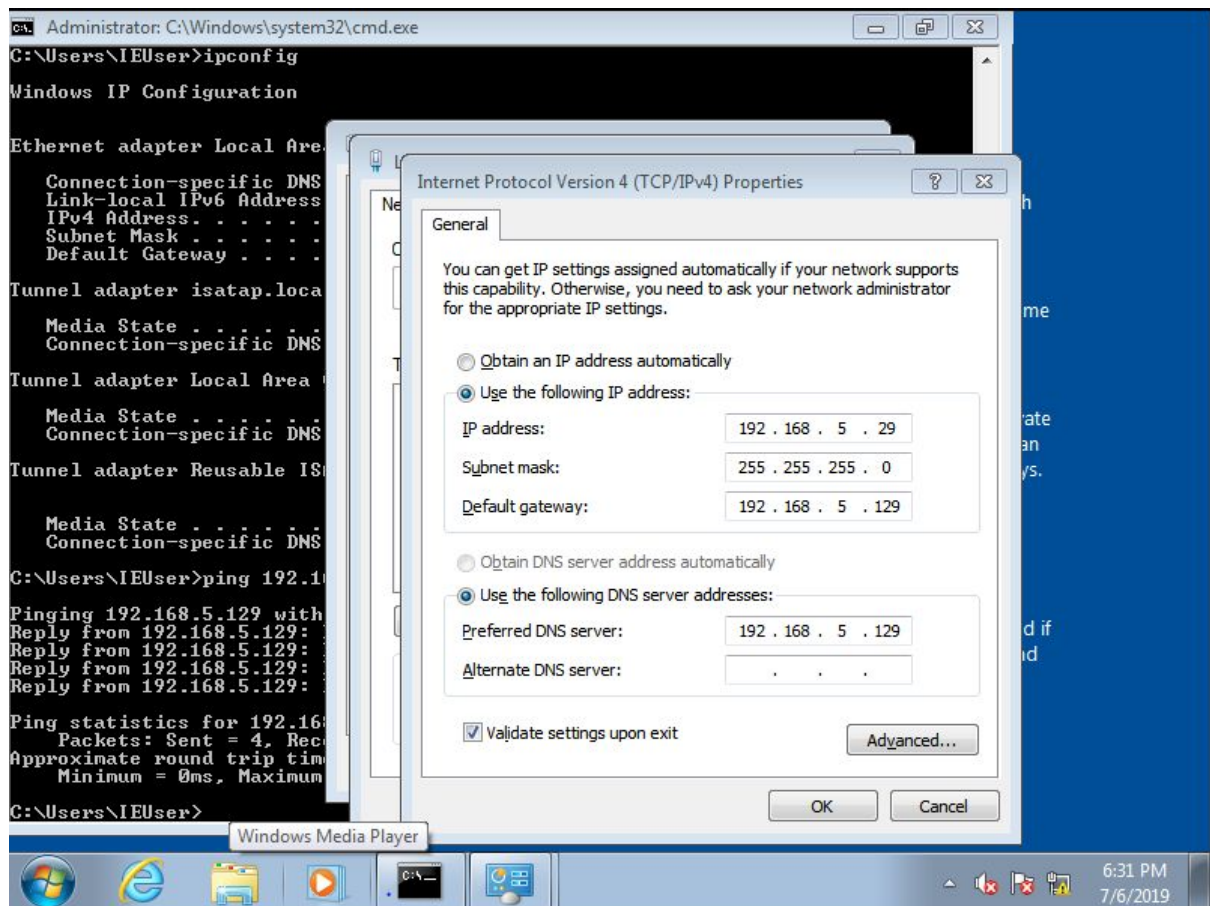 Administrator: C:\Windows\system32\cmd.exe
C:\Users\IEUser>ipconfig
Windows IP Configuration
Ethernet adapter Local Are
Connection-specific DNS
Link-local IPv6 Address
IPv4 Address. . . . . .
Subnet Mask . . . . . .
Default Gateway . . . .
Tunnel adapter isatap.loca
Media State . . . . . .
Connection-specific DNS
Tunnel adapter Local Area
Media State . . . . . .
Connection-specific DNS
Tunnel adapter Reusable IS
Media State . . . . . .
Connection-specific DNS
C:\Users\IEUser>ping 192.1
Pinging 192.168.5.129 with
Reply from 192.168.5.129:
Reply from 192.168.5.129:
Reply from 192.168.5.129:
Reply from 192.168.5.129:
Ping statistics for 192.16
Packets: Sent = 4, Rec
Approximate round trip tim
Minimum = 0ms, Maximum
C:\Users\IEUser>
Ne
Internet Protocol Version 4 (TCP/IPv4) Properties
General
You can get IP settings assigned automatically if your network supports
this capability. Otherwise, you need to ask your network administrator
for the appropriate IP settings.
Obtain an IP address automatically
Use the following IP address:
IP address: 192 . 168 . 5 . 29
Subnet mask: 255 . 255 . 255 . 0
Default gateway: 192 . 168 . 5 . 129
Obtain DNS server address automatically
Use the following DNS server addresses:
Preferred DNS server: 192 . 168 . 5 . 129
Alternate DNS server: . . .
Validate settings upon exit
Advanced...
OK Cancel
h
me
ate
an
ys.
d if
nd
Windows Media Player
C:\_
6:31 PM
7/6/2019